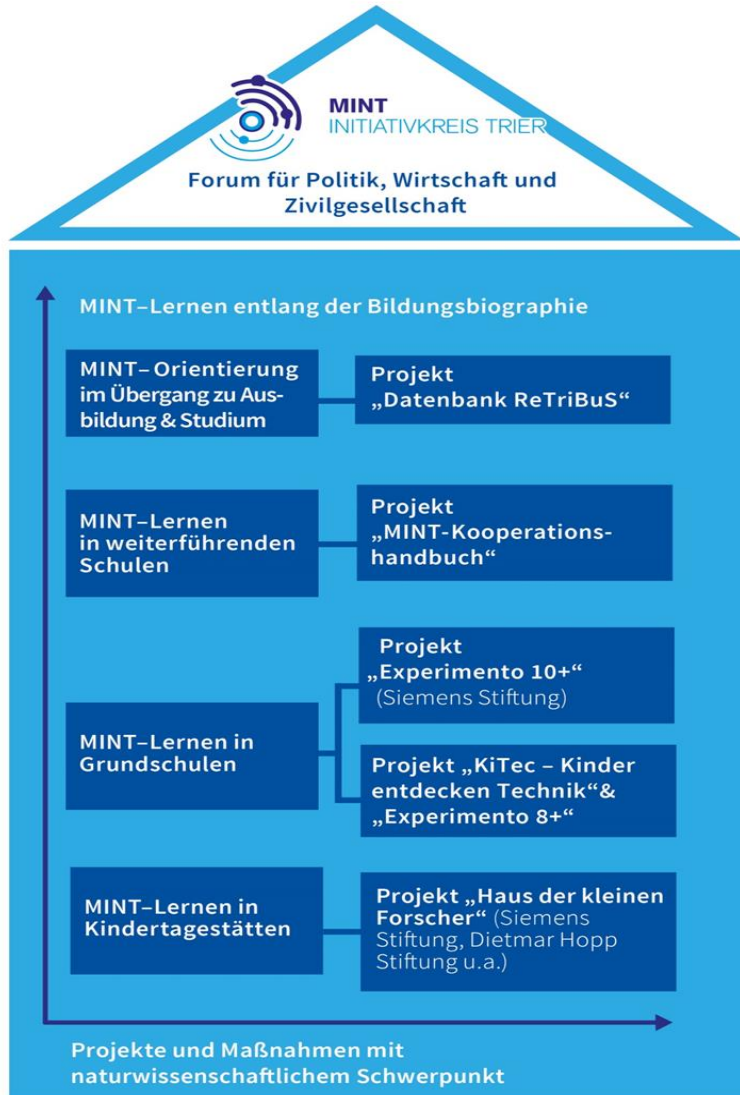 MINT
INITIATIVKREIS TRIER
Forum für Politik, Wirtschaft und
Zivilgesellschaft
MINT–Lernen entlang der Bildungsbiographie
MINT– Orientierung
im Übergang zu Aus-
bildung & Studium
Projekt
„Datenbank ReTriBuS“
MINT–Lernen
in weiterführenden
Schulen
Projekt
„MINT-Kooperations-
handbuch“
MINT–Lernen in
Grundschulen
Projekt
„Experimento 10+“
(Siemens Stiftung)
Projekt „KiTec – Kinder
entdecken Technik“&
„Experimento 8+“
MINT–Lernen in
Kindertagestätten
Projekt „Haus der kleinen
Forscher“ (Siemens
Stiftung, Dietmar Hopp
Stiftung u.a.)
Projekte und Maßnahmen mit
naturwissenschaftlichem Schwerpunkt